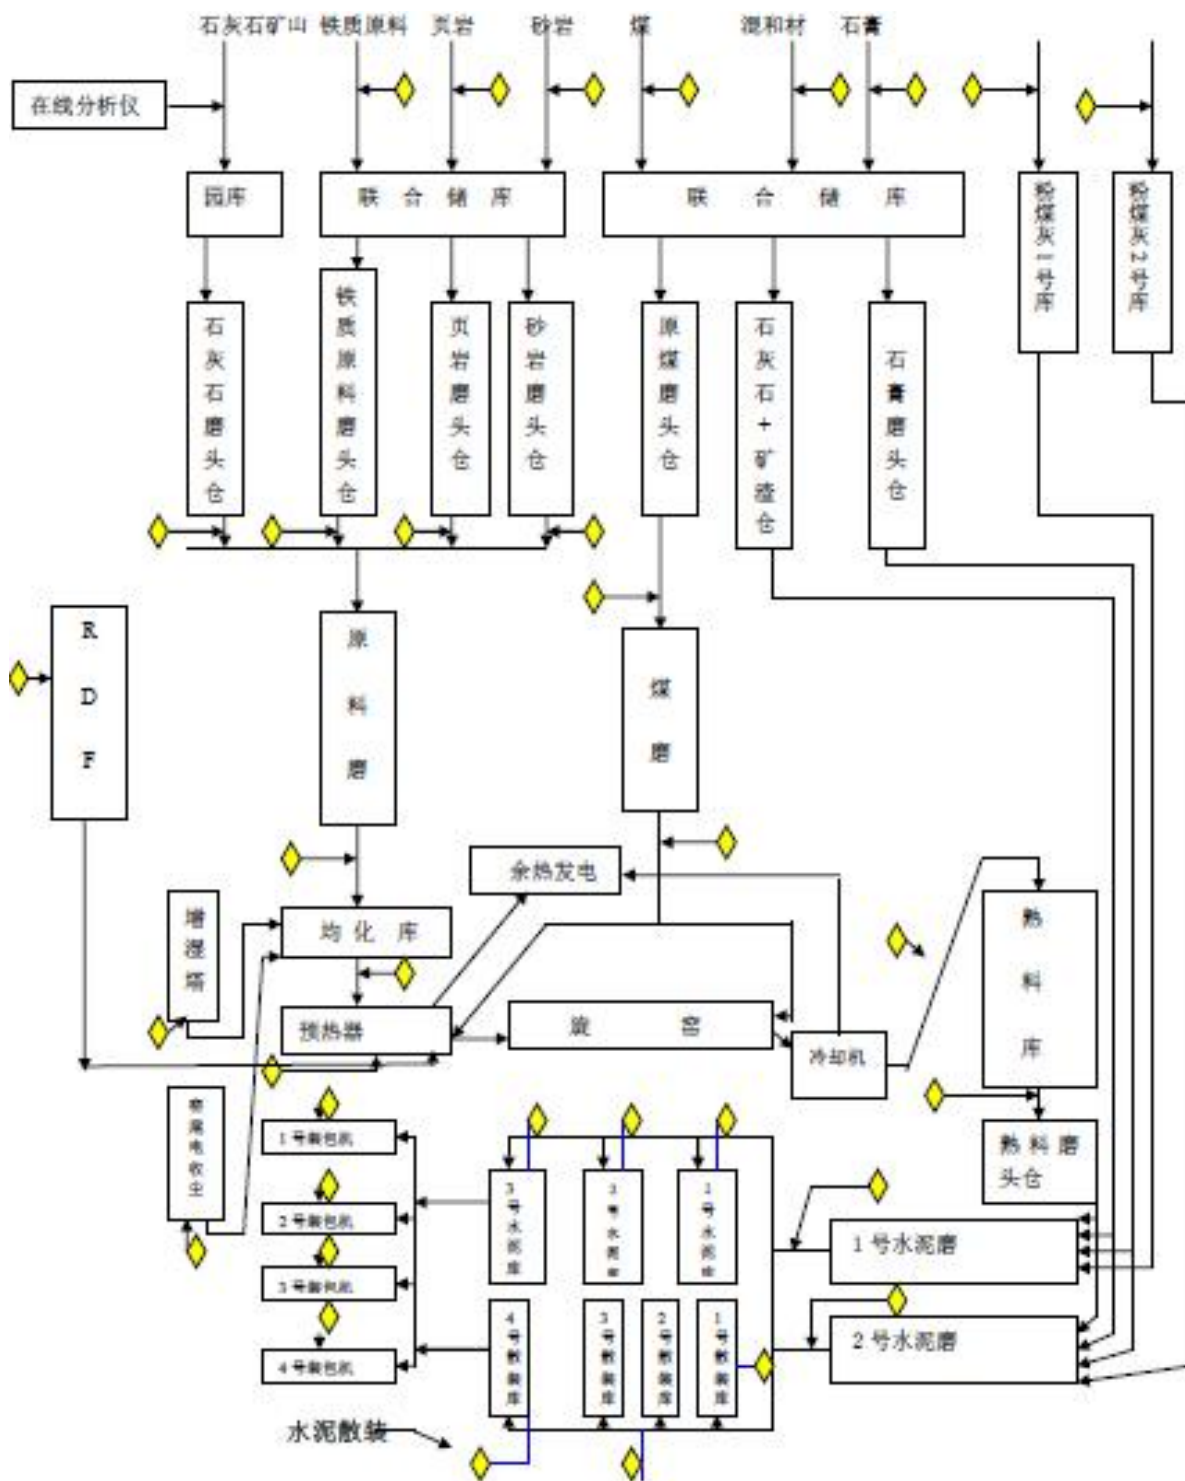 石灰石矿山 铁质原料 页岩 砂岩 煤 混和材 石膏
在线分析仪
园库
联合储库
联合储库
粉煤灰1号库
粉煤灰2号库
石灰石磨头仓
铁质原料磨头仓
页岩磨头仓
砂岩磨头仓
原煤磨头仓
石灰石+矿渣仓
石膏磨头仓
RDF
原料磨
煤磨
余热发电
增湿塔
均化 库
熟料库
预热器
旋窑
冷却机
窑尾电收尘
1号装包机
2号装包机
3号装包机
4号装包机
3号水泥库
号水泥库
1号水泥库
熟料磨
头仓
1号水泥磨
4号散装库
3号散装库
2号散装库
1号散装库
2号水泥磨
水泥散装